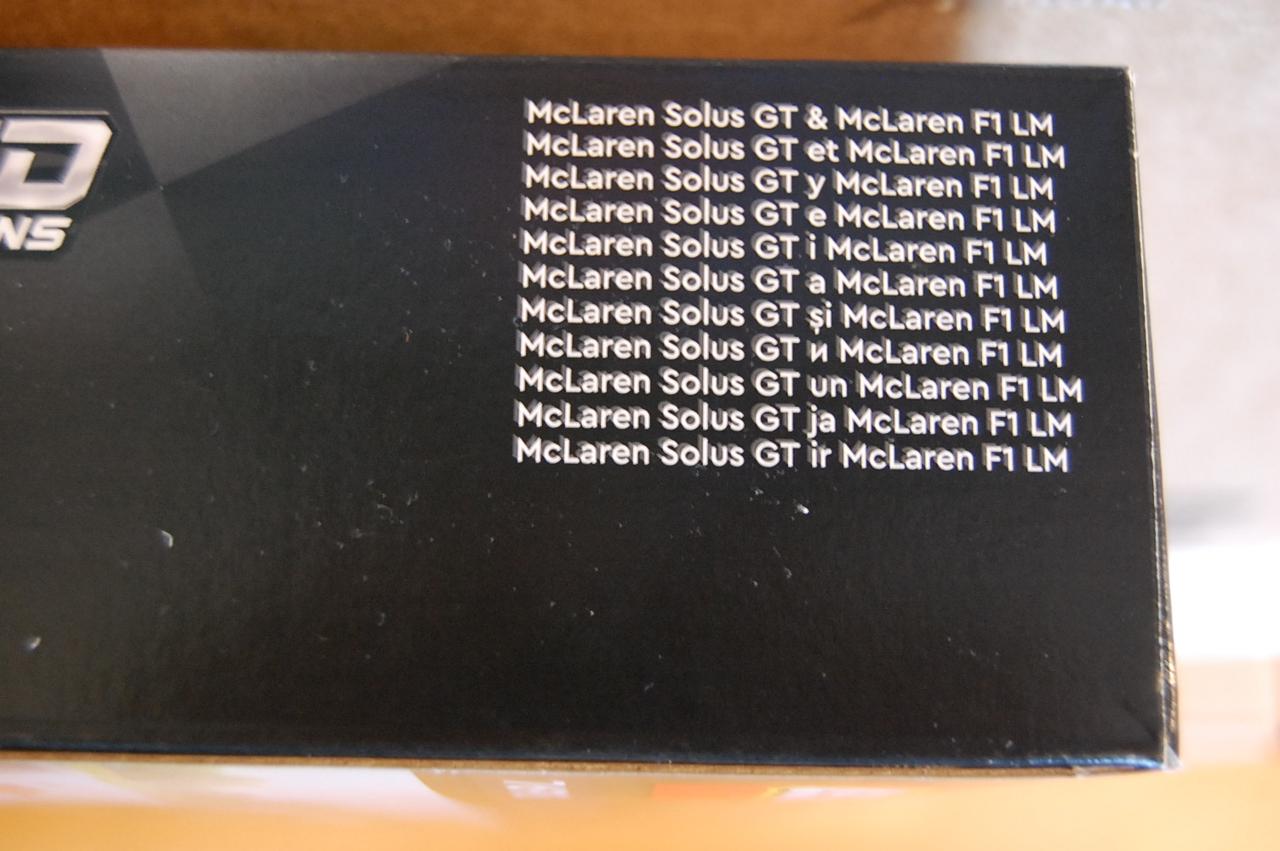 McLaren Solus GT & McLaren F1 LM
McLaren Solus GT et McLaren F1 LM
McLaren Solus GT y McLaren F1 LM
McLaren Solus GT e McLaren F1 LM
McLaren Solus GT i McLaren F1 LM
McLaren Solus GT a McLaren F1 LM
McLaren Solus GT și McLaren F1 LM
McLaren Solus GT и McLaren F1 LM
McLaren Solus GT un McLaren F1 LM
McLaren Solus GT ja McLaren F1 LM
McLaren Solus GT ir McLaren F1 LM